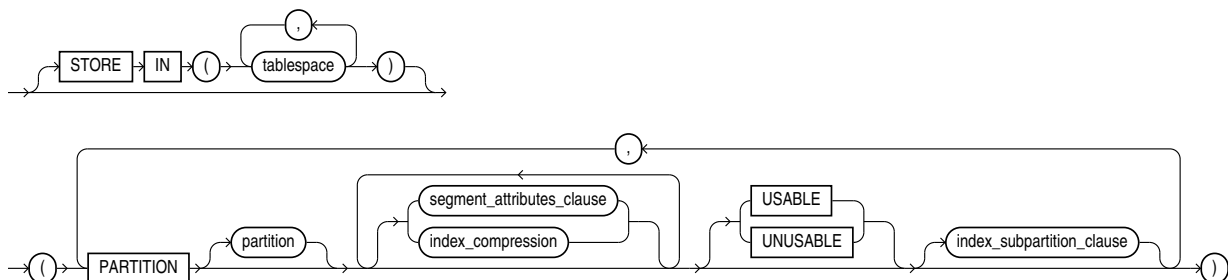 ,
STORE IN ( tablespace )
,
segment_attributes_clause USABLE
partition index_compression UNUSABLE index_subpartition_clause
( PARTITION )